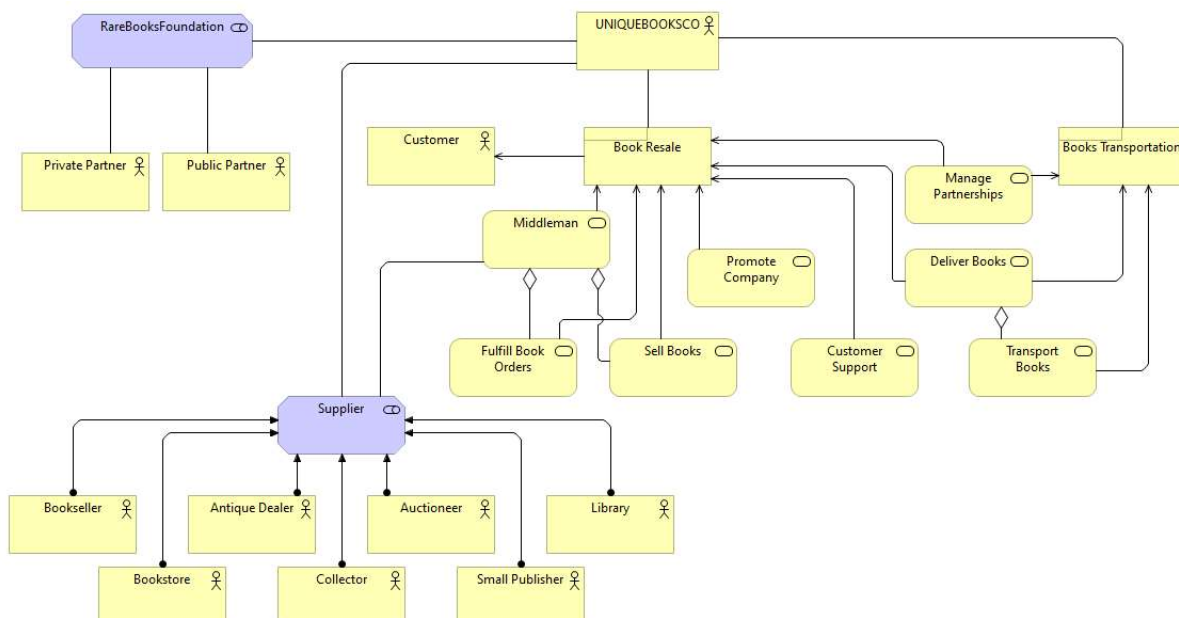 RareBooksFoundation
UNIQUEBOOKSCO
Private Partner
Public Partner
Customer
Book Resale
Books Transportation
Manage
Partnerships
Middleman
Promote
Company
Deliver Books
Fulfill Book
Orders
Sell Books
Customer
Support
Transport
Books
Supplier
Bookseller
Antique Dealer
Auctioneer
Library
Bookstore
Collector
Small Publisher